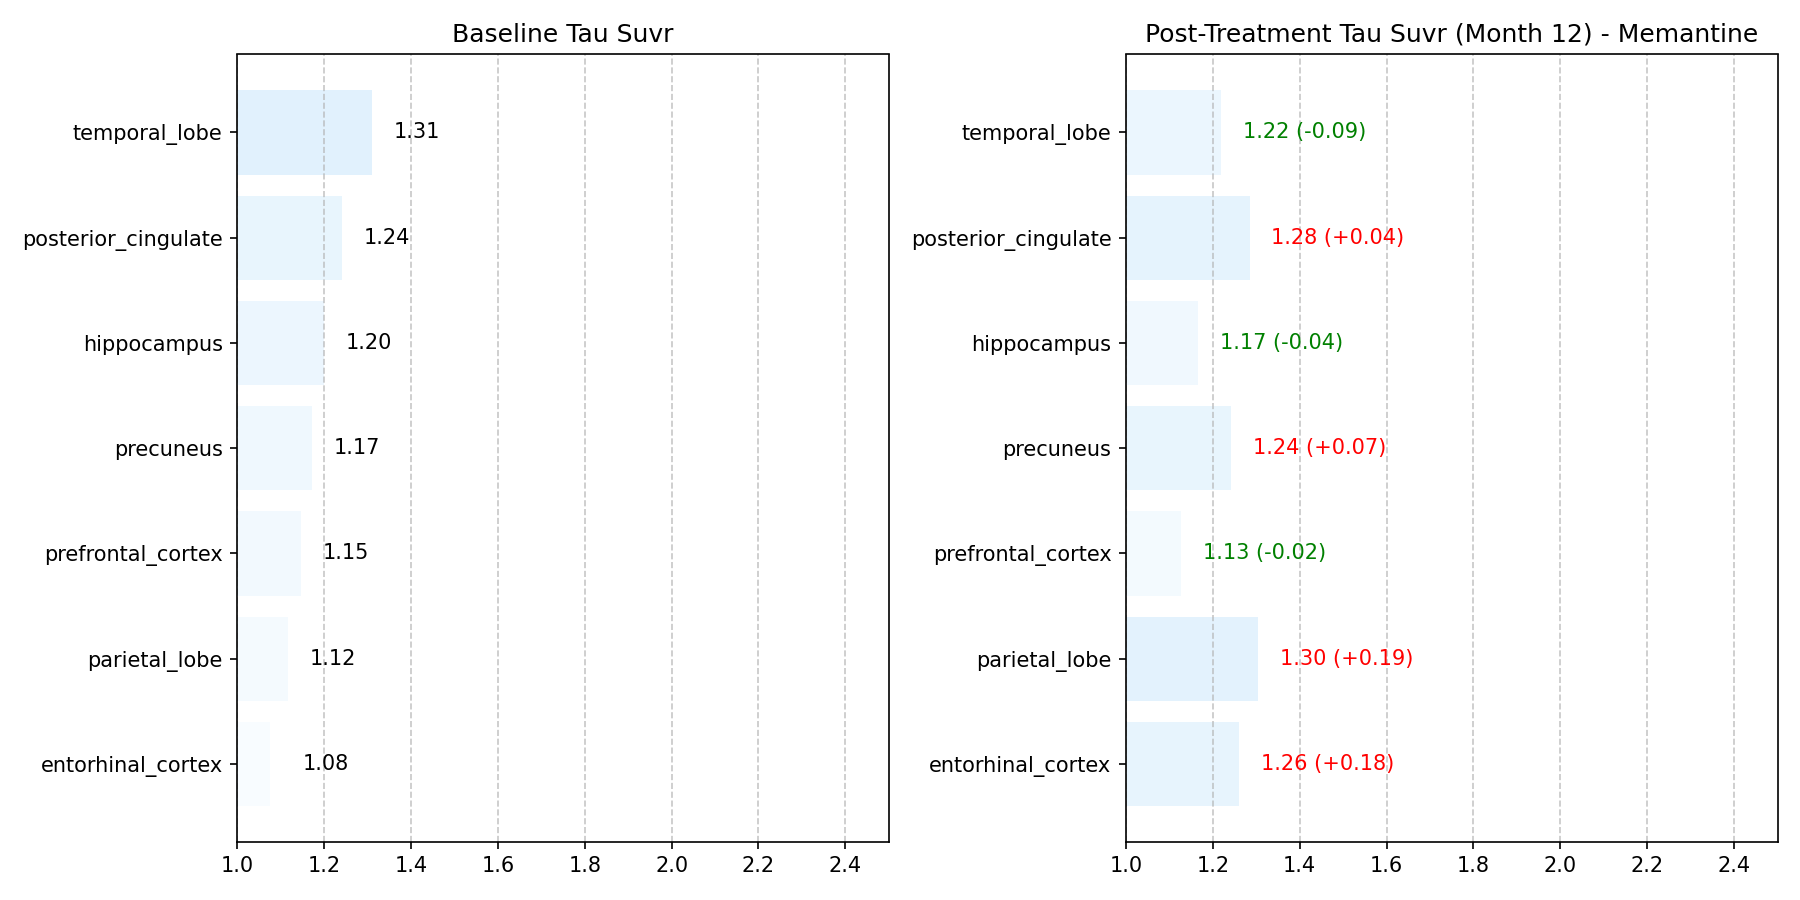 Baseline Tau Suvr
temporal_lobe
1.31
posterior_cingulate
1.24
hippocampus
1.20
precuneus
1.17
prefrontal_cortex
1.15
parietal_lobe
1.12
entorhinal_cortex
1.08
1.0 1.2 1.4 1.6 1.8 2.0 2.2 2.4
Post-Treatment Tau Suvr (Month 12) - Memantine
temporal_lobe
1.22 (-0.09)
posterior_cingulate
1.28 (+0.04)
hippocampus
1.17 (-0.04)
precuneus
1.24 (+0.07)
prefrontal_cortex
1.13 (-0.02)
parietal_lobe
1.30 (+0.19)
entorhinal_cortex
1.26 (+0.18)
1.0 1.2 1.4 1.6 1.8 2.0 2.2 2.4